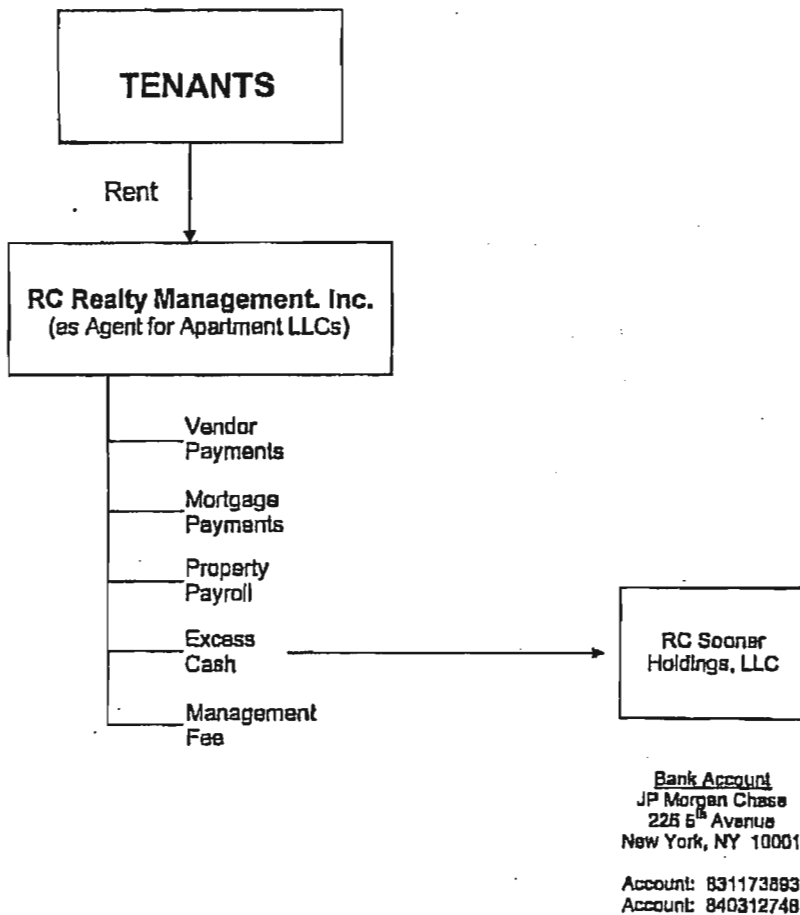 TENANTS
Rent
RC Realty Management. Inc.
(as Agent for Apartment LLCs)
Vendor
Payments
Mortgage
Payments
Property
Payroll
Excess
Cash
Management
Fee
RC Sooner
Holdings, LLC
Bank Account
JP Morgan Chase
225 5th Avenue
New York, NY 10001
Account: 831173893
Account: 840312748